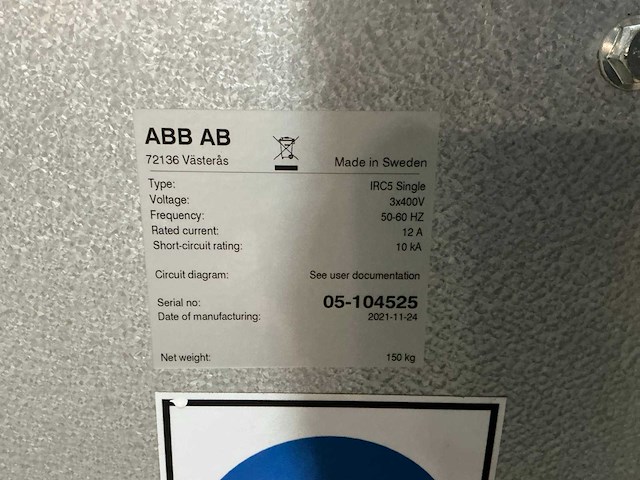 ABB AB
72136 Västerås Made in Sweden
Type: IRC5 Single
Voltage: 3x400V
Frequency: 50-60 HZ
Rated current: 12 A
Short-circuit rating: 10 kA
Circuit diagram: See user documentation
Serial no: 05-104525
Date of manufacturing: 2021-11-24
Net weight: 150 kg